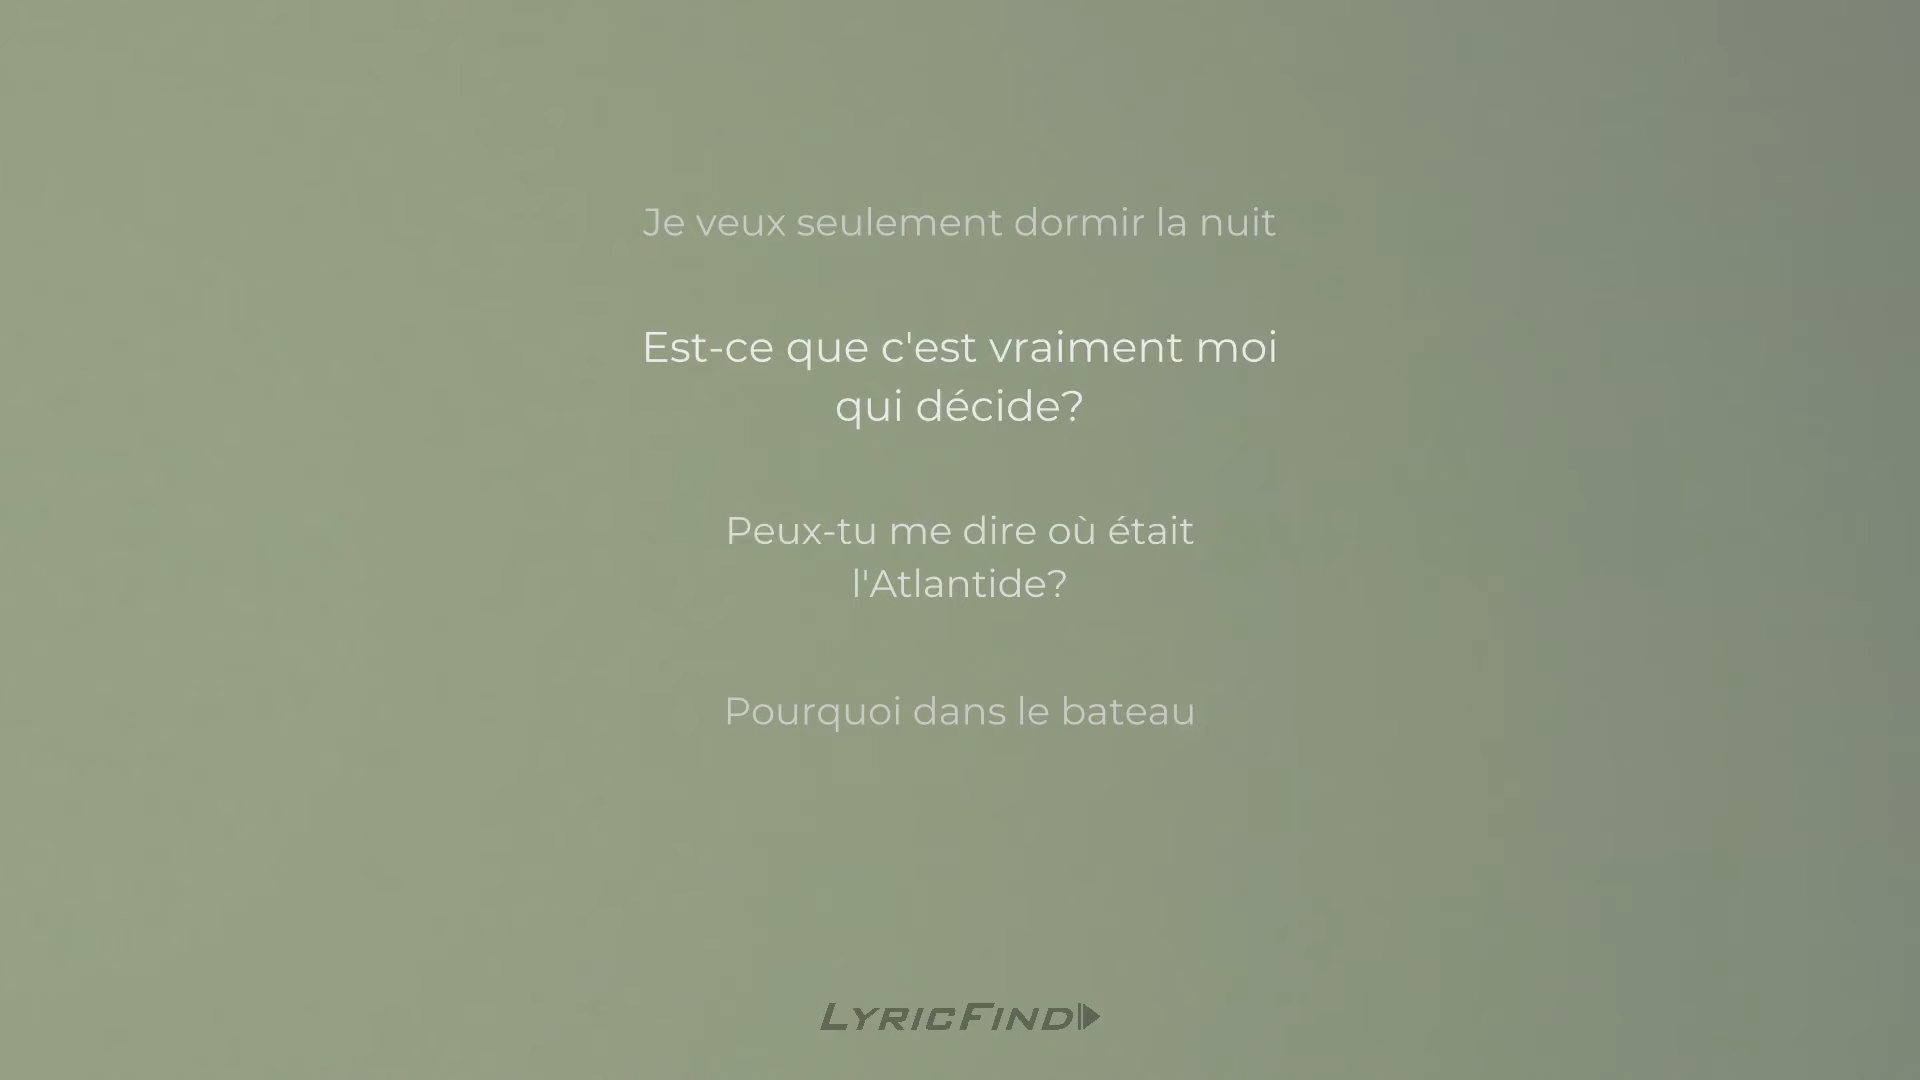 Je veux seulement dormir la nuit
Est-ce que c'est vraiment moi
qui décide?
Peux-tu me dire où était
l'Atlantide?
Pourquoi dans le bateau
LyricFind